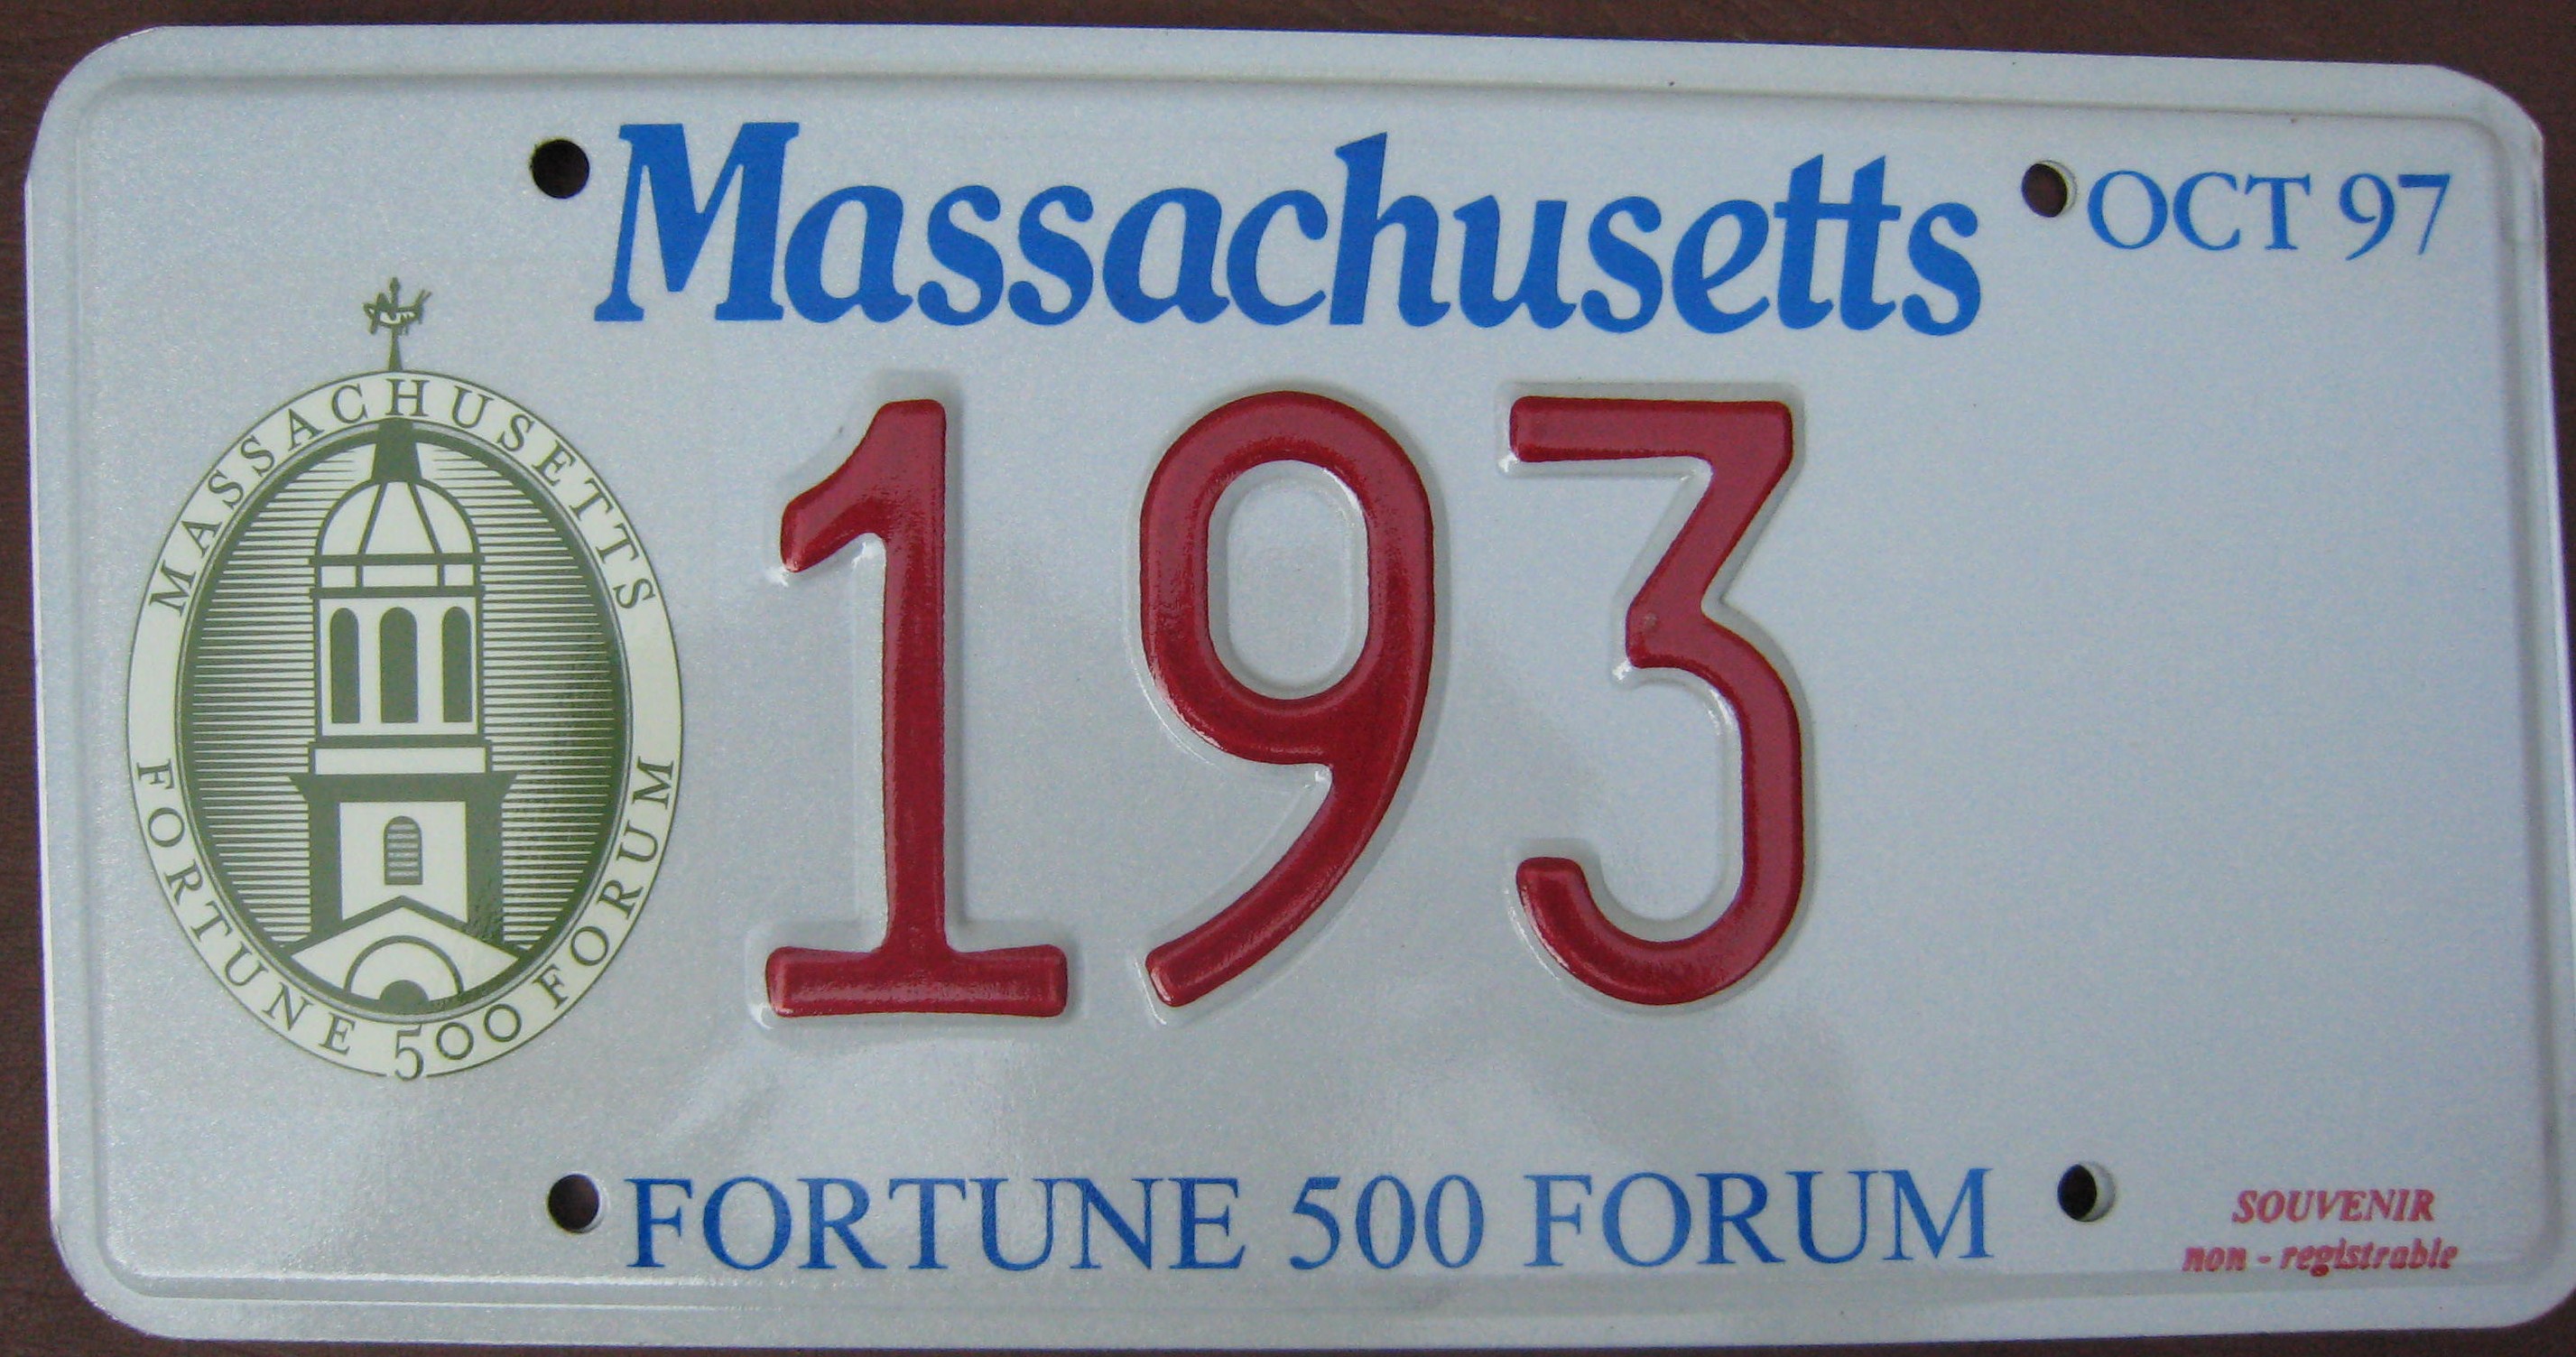 Massachusetts
OCT 97
MASSACHUSETTS
193
FORTUNE 500 FORUM
FORTUNE 500 FORUM
SOUVENIR
non - registrable